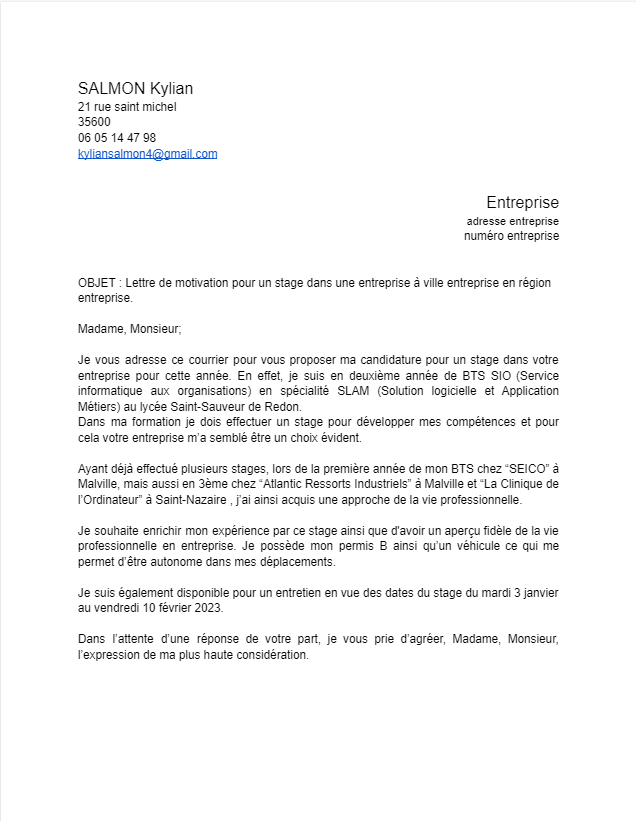 SALMON Kylian
21 rue saint michel
35600
06 05 14 47 98
kyliansalmon4@gmail.com
Entreprise
adresse entreprise
numéro entreprise
OBJET : Lettre de motivation pour un stage dans une entreprise à ville entreprise en région
entreprise.
Madame, Monsieur;
Je vous adresse ce courrier pour vous proposer ma candidature pour un stage dans votre
entreprise pour cette année. En effet, je suis en deuxième année de BTS SIO (Service
informatique aux organisations) en spécialité SLAM (Solution logicielle et Application
Métiers) au lycée Saint-Sauveur de Redon.
Dans ma formation je dois effectuer un stage pour développer mes compétences et pour
cela votre entreprise m’a semblé être un choix évident.
Ayant déjà effectué plusieurs stages, lors de la première année de mon BTS chez “SEICO” à
Malville, mais aussi en 3ème chez “Atlantic Ressorts Industriels” à Malville et “La Clinique de
l’Ordinateur” à Saint-Nazaire , j’ai ainsi acquis une approche de la vie professionnelle.
Je souhaite enrichir mon expérience par ce stage ainsi que d'avoir un aperçu fidèle de la vie
professionnelle en entreprise. Je possède mon permis B ainsi qu’un véhicule ce qui me
permet d’être autonome dans mes déplacements.
Je suis également disponible pour un entretien en vue des dates du stage du mardi 3 janvier
au vendredi 10 février 2023.
Dans l’attente d’une réponse de votre part, je vous prie d’agréer, Madame, Monsieur,
l’expression de ma plus haute considération.